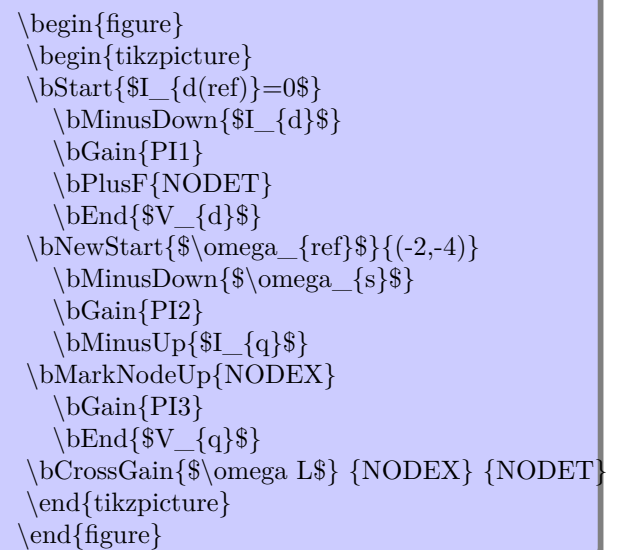 \begin{figure}
\begin{tikzpicture}
\bStart{$I_{d(ref)}=0$}
\bMinusDown{$I_{d}$}
\bGain{PI1}
\bPlusF{NODET}
\bEnd{$V_{d}$}
\bNewStart{$\omega_{ref}$}{(-2,-4)}
\bMinusDown{$\omega_{s}$}
\bGain{PI2}
\bMinusUp{$I_{q}$}
\bMarkNodeUp{NODEX}
\bGain{PI3}
\bEnd{$V_{q}$}
\bCrossGain{$\omega L$} {NODEX} {NODET}
\end{tikzpicture}
\end{figure}